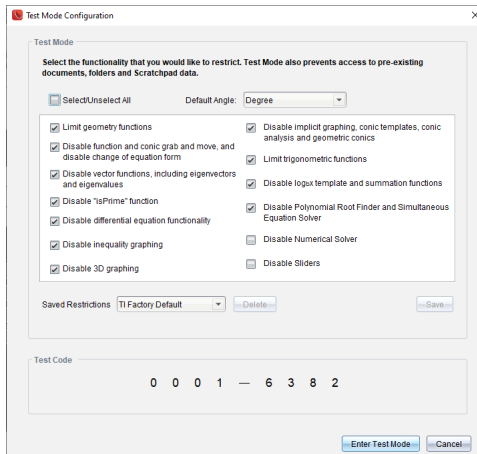 Test Mode Configuration
Test Mode
Select the functionality that you would like to restrict. Test Mode also prevents access to pre-existing
documents, folders and Scratchpad data.
Select/Unselect All
Default Angle:
Degree
Limit geometry functions
Disable function and conic grab and move, and
disable change of equation form
Disable vector functions, including eigenvectors
and eigenvalues
Disable "isPrime" function
Disable differential equation functionality
Disable inequality graphing
Disable 3D graphing
Disable implicit graphing, conic templates, conic
analysis and geometric conics
Limit trigonometric functions
Disable logax template and summation functions
Disable Polynomial Root Finder and Simultaneous
Equation Solver
Disable Numerical Solver
Disable Sliders
Saved Restrictions
TI Factory Default
Delete
Save
Test Code
0 0 0 1 — 6 3 8 2
Enter Test Mode
Cancel